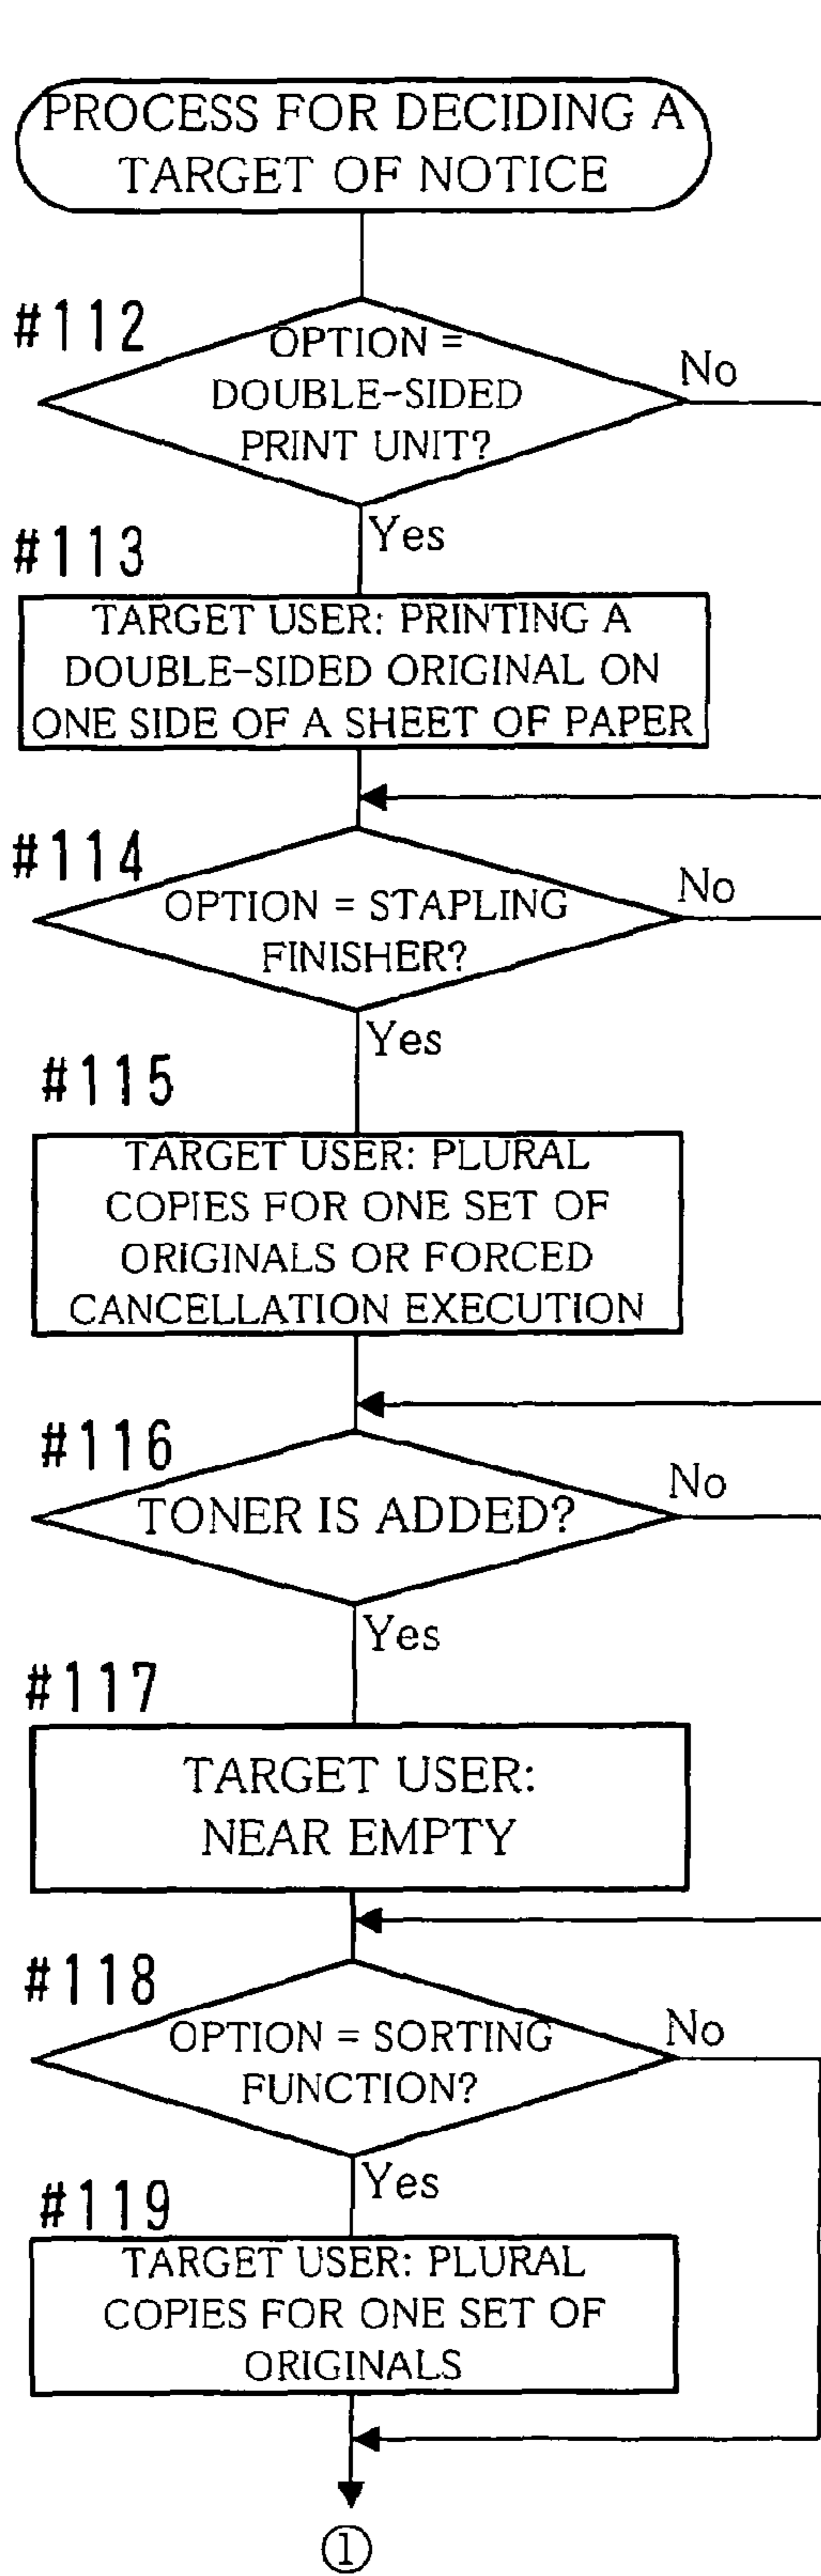 PROCESS FOR DECIDING A
TARGET OF NOTICE
#112
OPTION =
DOUBLE-SIDED
PRINT UNIT?
No
Yes
#113
TARGET USER: PRINTING A
DOUBLE-SIDED ORIGINAL ON
ONE SIDE OF A SHEET OF PAPER
#114
OPTION = STAPLING
FINISHER?
No
Yes
#115
TARGET USER: PLURAL
COPIES FOR ONE SET OF
ORIGINALS OR FORCED
CANCELLATION EXECUTION
#116
TONER IS ADDED?
No
Yes
#117
TARGET USER:
NEAR EMPTY
#118
OPTION = SORTING
FUNCTION?
No
Yes
#119
TARGET USER: PLURAL
COPIES FOR ONE SET OF
ORIGINALS
①